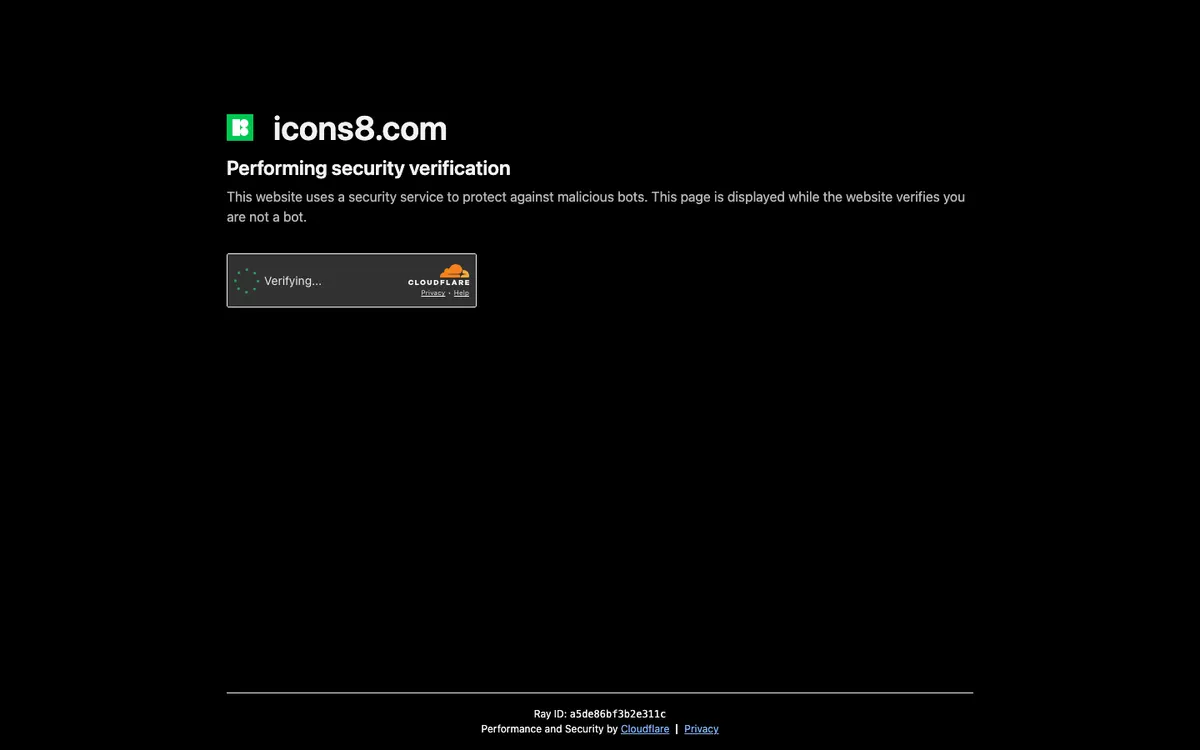 icons8.com
Performing security verification
This website uses a security service to protect against malicious bots. This page is displayed while the website verifies you
are not a bot.
Verifying...
CLOUDFLARE
Privacy • Help
Ray ID: a5de86bf3b2e311c
Performance and Security by Cloudflare | Privacy